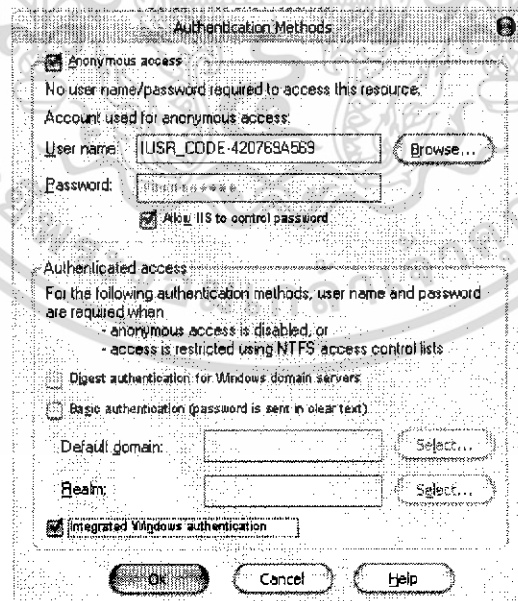 Authentication Methods
Anonymous access
No user name/password required to access this resource.
Account used for anonymous access:
User name: IUSR_CODE-420769A569 Browse...
Password: **********
Allow IIS to control password
Authenticated access
For the following authentication methods, user name and password
are required when
- anonymous access is disabled, or
- access is restricted using NTFS access control lists
Digest authentication for Windows domain servers
Basic authentication (password is sent in clear text)
Default domain: Select...
Realm: Select...
Integrated Windows authentication
OK Cancel Help